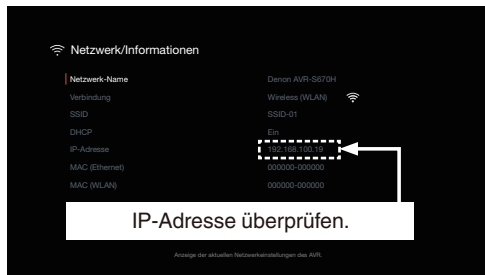 Netzwerk/Informationen
Netzwerk-Name Denon AVR-S670H
Verbindung Wireless (WLAN)
SSID SSID-01
DHCP Ein
IP-Adresse 192.168.100.19
MAC (Ethernet) 000000-000000
MAC (WLAN) 000000-000000
IP-Adresse überprüfen.
Anzeige der aktuellen Netzwerkeinstellungen des AVR.